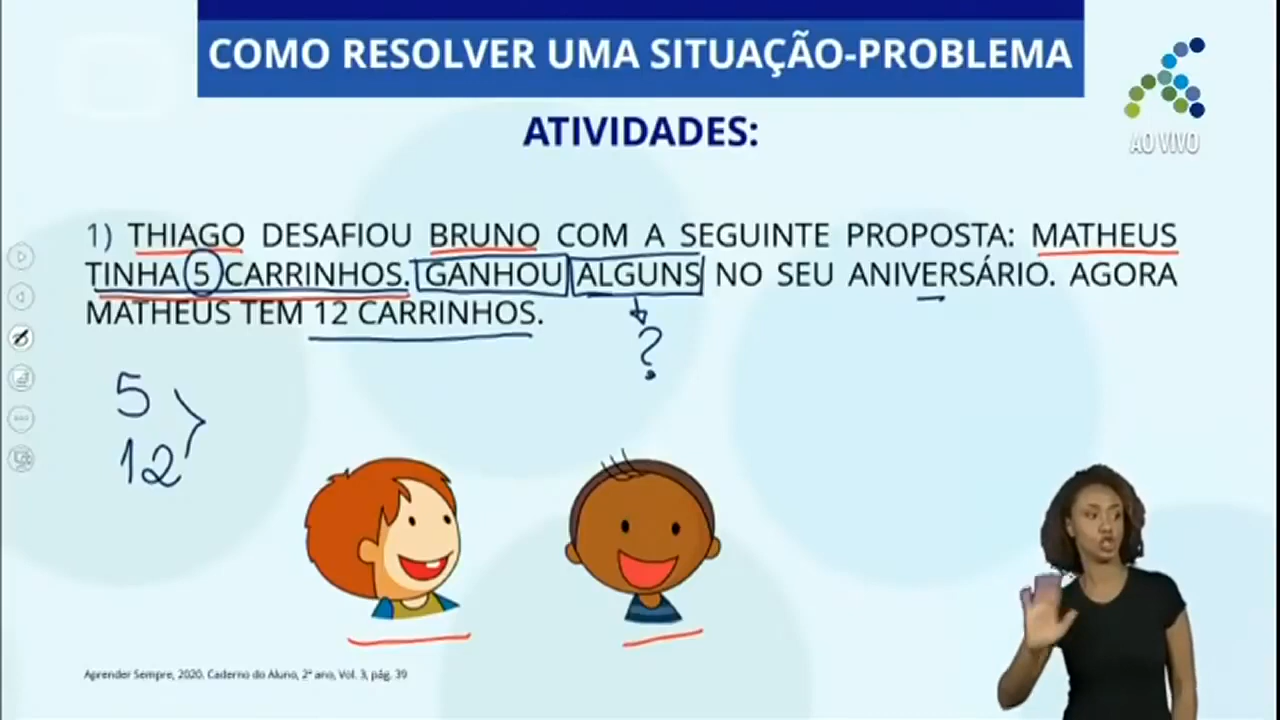 COMO RESOLVER UMA SITUAÇÃO-PROBLEMA
AO VIVO
ATIVIDADES:
1) THIAGO DESAFIOU BRUNO COM A SEGUINTE PROPOSTA: MATHEUS
TINHA 5 CARRINHOS. GANHOU ALGUNS NO SEU ANIVERSÁRIO. AGORA
MATHEUS TEM 12 CARRINHOS.
?
5
12
Aprender Sempre, 2020. Caderno do Aluno, 2º ano, Vol. 3, pág. 39